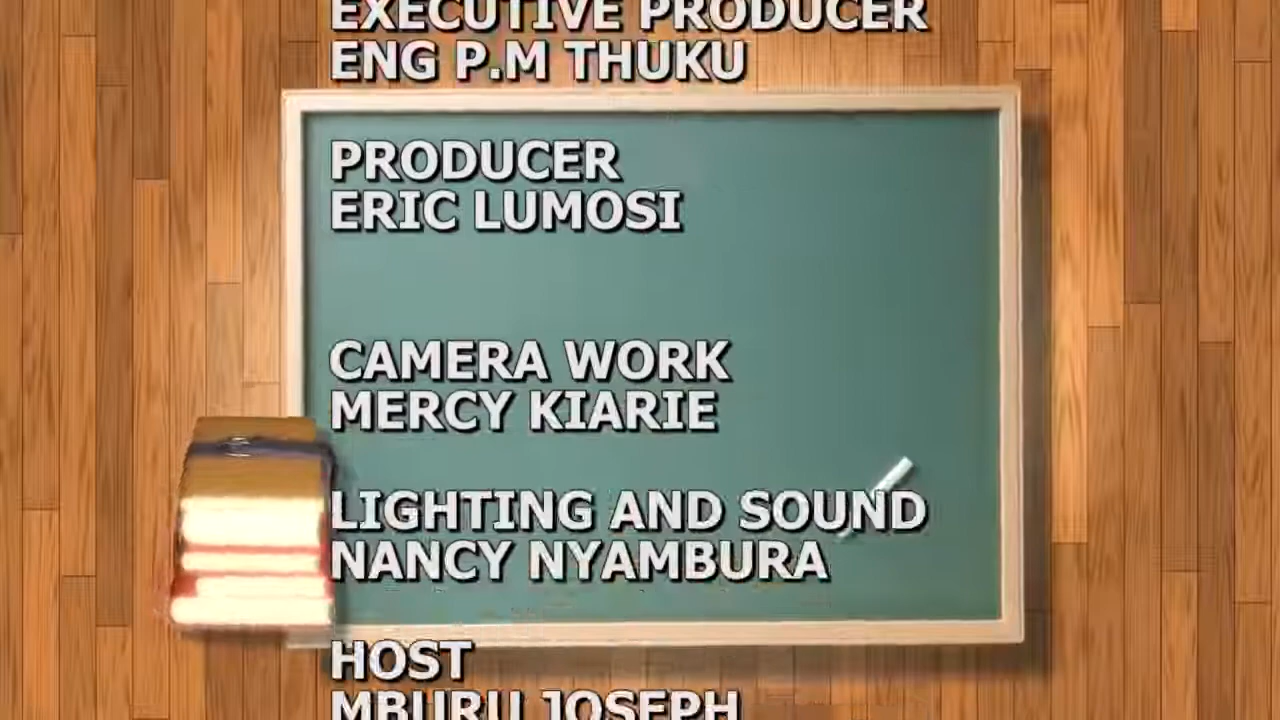 EXECUTIVE PRODUCER
ENG P.M THUKU
PRODUCER
ERIC LUMOSI
CAMERA WORK
MERCY KIARIE
LIGHTING AND SOUND
NANCY NYAMBURA
HOST
MBURU JOSEPH